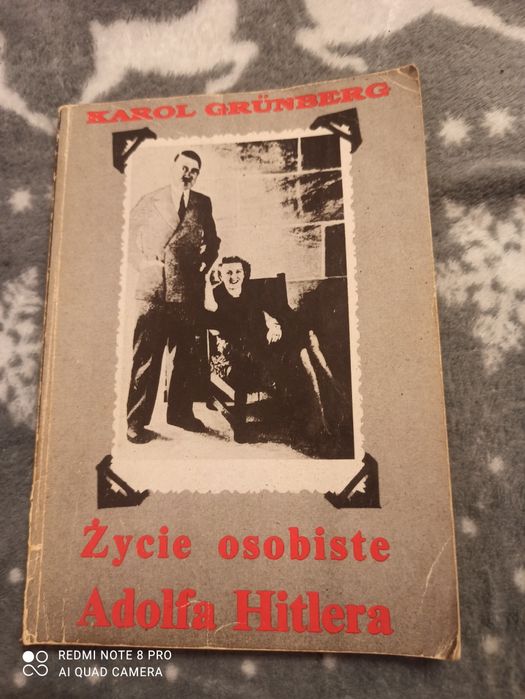 KAROL GRÜNBERG
Życie osobiste
Adolfa Hitlera
REDMI NOTE 8 PRO
AI QUAD CAMERA